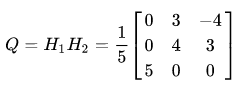 Q = H₁H₂ = 1/5 [0 3 −4
0 4 3
5 0 0]